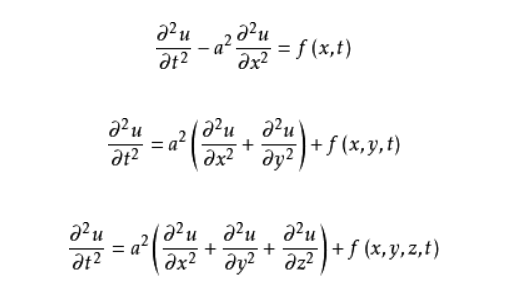 ∂²u/∂t² − a² ∂²u/∂x² = f (x,t)
∂²u/∂t² = a² (∂²u/∂x² + ∂²u/∂y²) + f (x,y,t)
∂²u/∂t² = a² (∂²u/∂x² + ∂²u/∂y² + ∂²u/∂z²) + f (x,y,z,t)